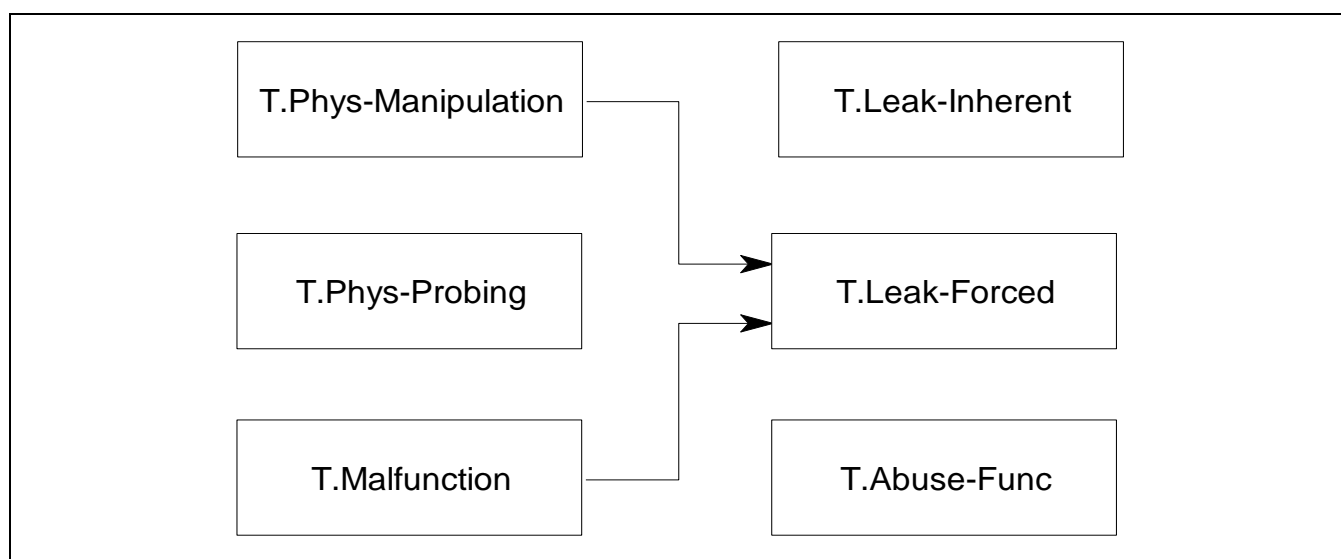 T.Phys-Manipulation
T.Leak-Inherent
T.Phys-Probing
T.Leak-Forced
T.Malfunction
T.Abuse-Func